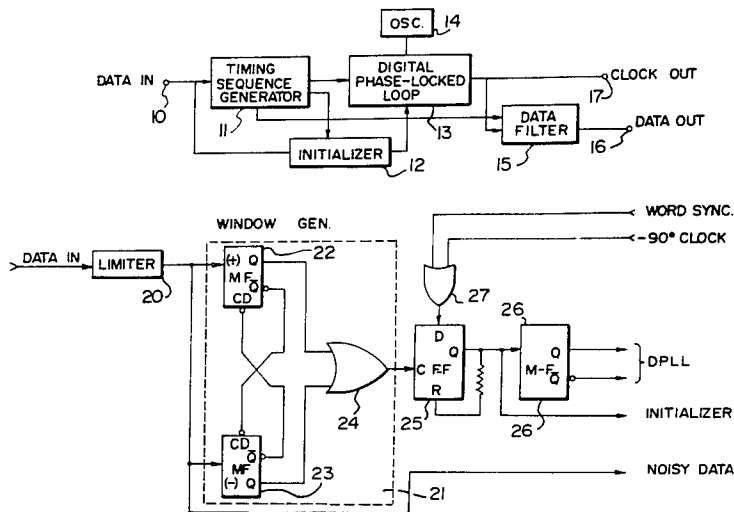 OSC.
14
DATA IN
10
TIMING
SEQUENCE
GENERATOR
11
DIGITAL
PHASE-LOCKED
LOOP
13
CLOCK OUT
17
INITIALIZER
12
DATA
FILTER
15
DATA OUT
16
WINDOW GEN.
DATA IN
LIMITER
20
(+) Q
MF Q̅
CD
22
CD
Q̅
MF
(-) Q
23
24
21
WORD SYNC.
-90° CLOCK
27
D
Q
C F-F
R
25
26
Q
M-F Q̅
26
DPLL
INITIALIZER
NOISY DATA